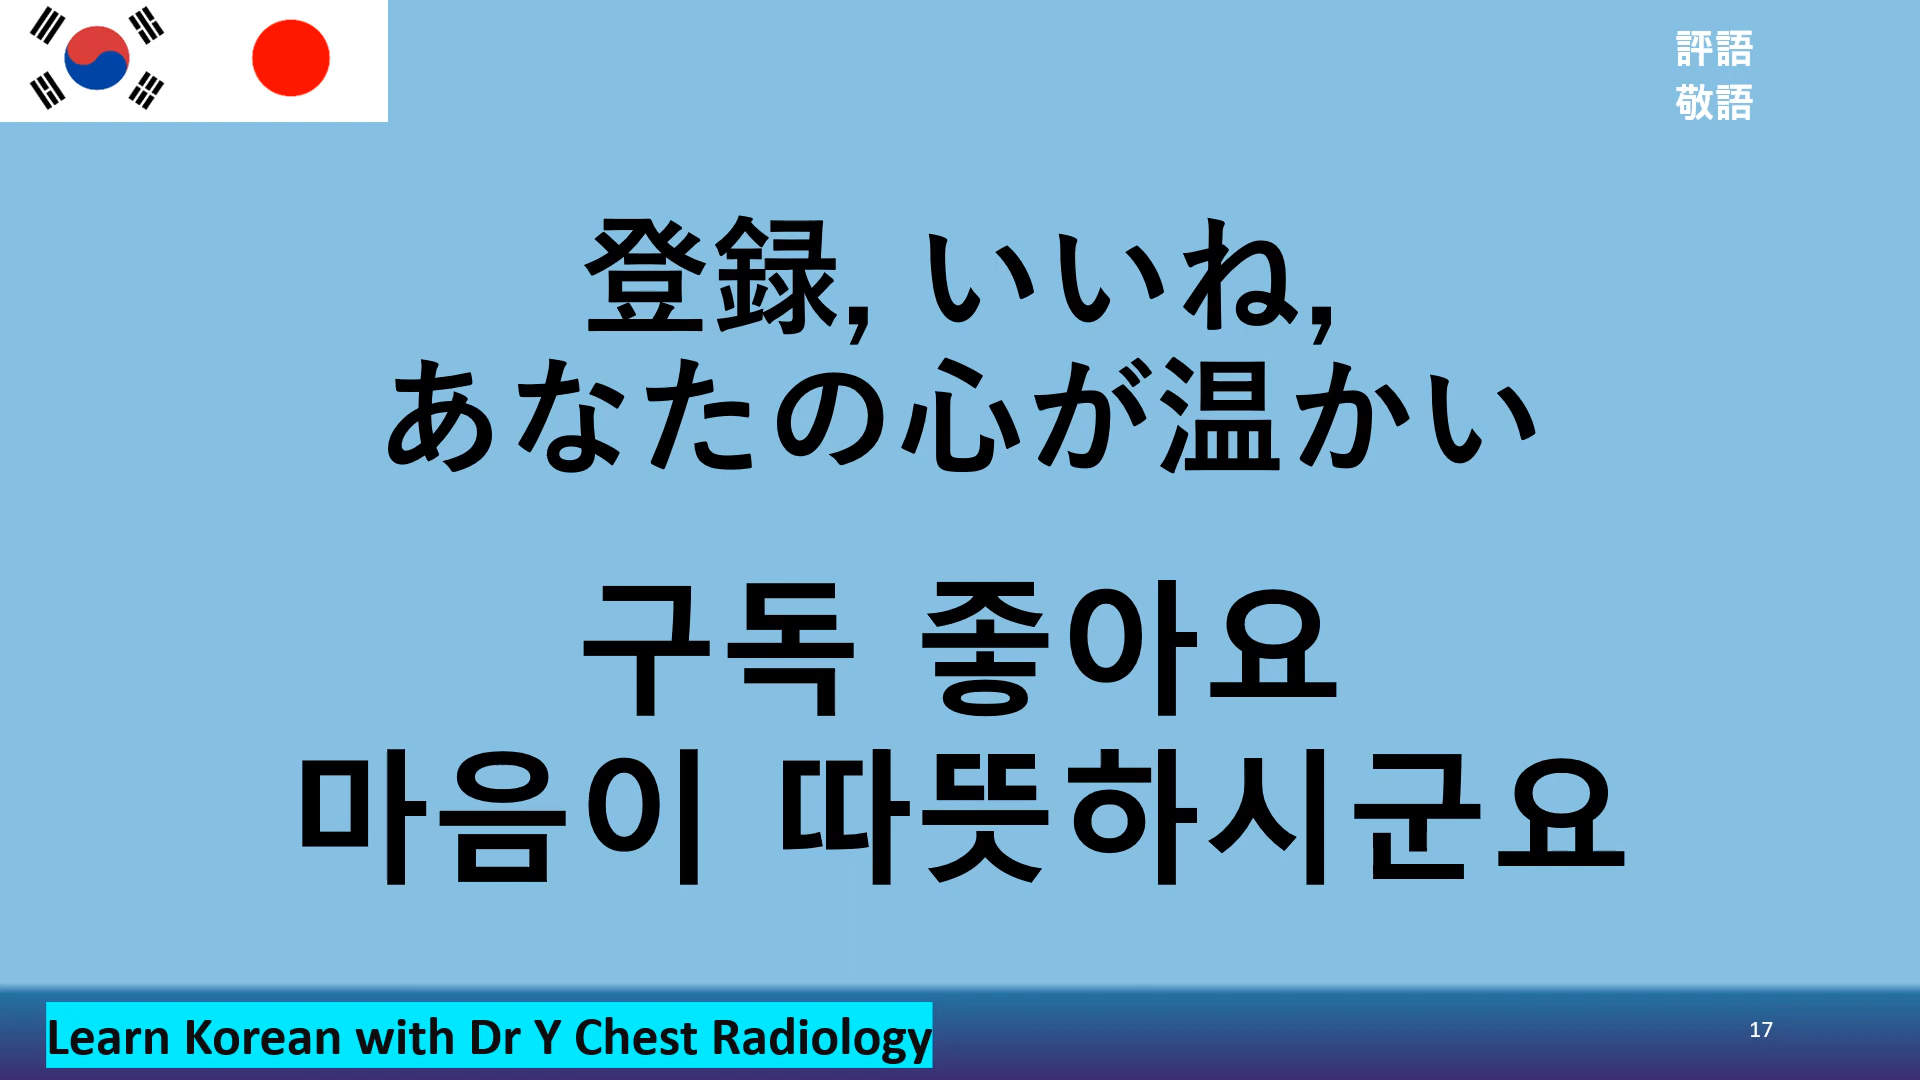 評語
敬語
登録, いいね,
あなたの心が温かい
구독 좋아요
마음이 따뜻하시군요
Learn Korean with Dr Y Chest Radiology
17